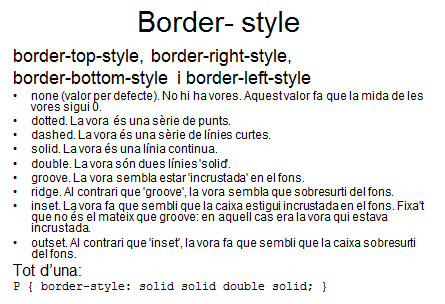 Border- style
border-top-style, border-right-style,
border-bottom-style i border-left-style
• none (valor per defecte). No hi ha vores. Aquest valor fa que la mida de les
vores sigui 0.
• dotted. La vora és una sèrie de punts.
• dashed. La vora és una sèrie de línies curtes.
• solid. La vora és una línia continua.
• double. La vora són dues línies 'solid'.
• groove. La vora sembla estar 'incrustada' en el fons.
• ridge. Al contrari que 'groove', la vora sembla que sobresurti del fons.
• inset. La vora fa que sembli que la caixa estigui incrustada en el fons. Fixa't
que no és el mateix que groove: en aquell cas era la vora qui estava
incrustada.
• outset. Al contrari que 'inset', la vora fa que sembli que la caixa sobresurti
del fons.
Tot d'una:
P { border-style: solid solid double solid; }